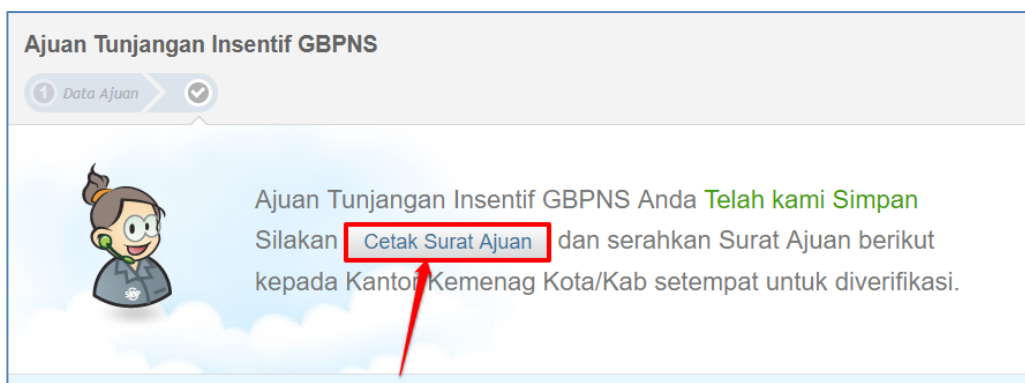 Ajuan Tunjangan Insentif GBPNS
1 Data Ajuan
Ajuan Tunjangan Insentif GBPNS Anda Telah kami Simpan
Silakan Cetak Surat Ajuan dan serahkan Surat Ajuan berikut
kepada Kantor Kemenag Kota/Kab setempat untuk diverifikasi.